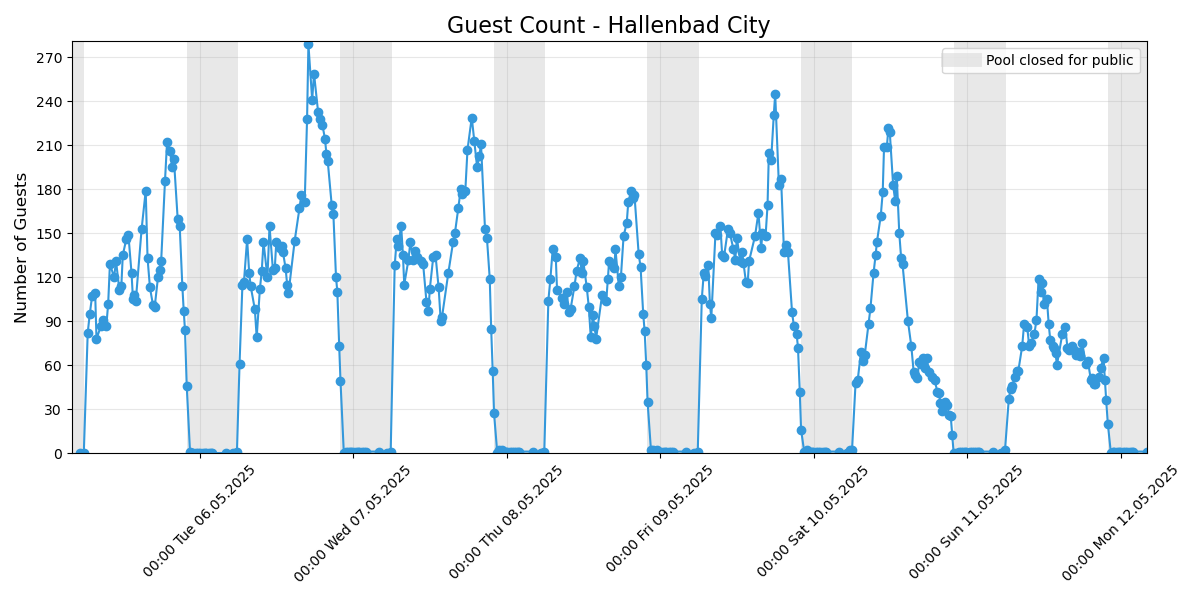 Guest Count - Hallenbad City
Pool closed for public
Number of Guests
270
240
210
180
150
120
90
60
30
0
00:00 Tue 06.05.2025
00:00 Wed 07.05.2025
00:00 Thu 08.05.2025
00:00 Fri 09.05.2025
00:00 Sat 10.05.2025
00:00 Sun 11.05.2025
00:00 Mon 12.05.2025